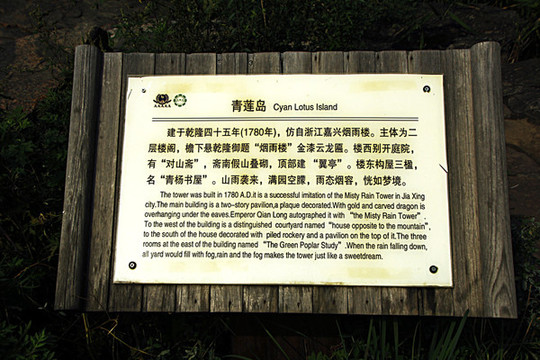 青莲岛 Cyan Lotus Island
建于乾隆四十五年(1780年)，仿自浙江嘉兴烟雨楼。主体为二
层楼阁，檐下悬乾隆御题“烟雨楼”金漆云龙匾。楼西别开庭院，
有“对山斋”，斋南假山叠砌，顶部建“翼亭”。楼东构屋三楹，
名“青杨书屋”。山雨袭来，满园空朦，雨态烟容，恍如梦境。
The tower was built in 1780 A.D.it is a successful imitation of the Misty Rain Tower in Jia Xing
city.The main building is a two-story pavilion,a plaque decorated.With gold and carved dragon is
overhanging under the eaves.Emperor Qian Long autographed it with “the Misty Rain Tower”.
To the west of the building is a distinguished courtyard named“house opposite to the mountain”,
to the south of the house decorated with piled rockery and a pavilion on the top of it.The three
rooms at the east of the building named “The Green Poplar Study”.When the rain falling down,
all yard would fill with fog,rain and the fog makes the tower just like a sweetdream.